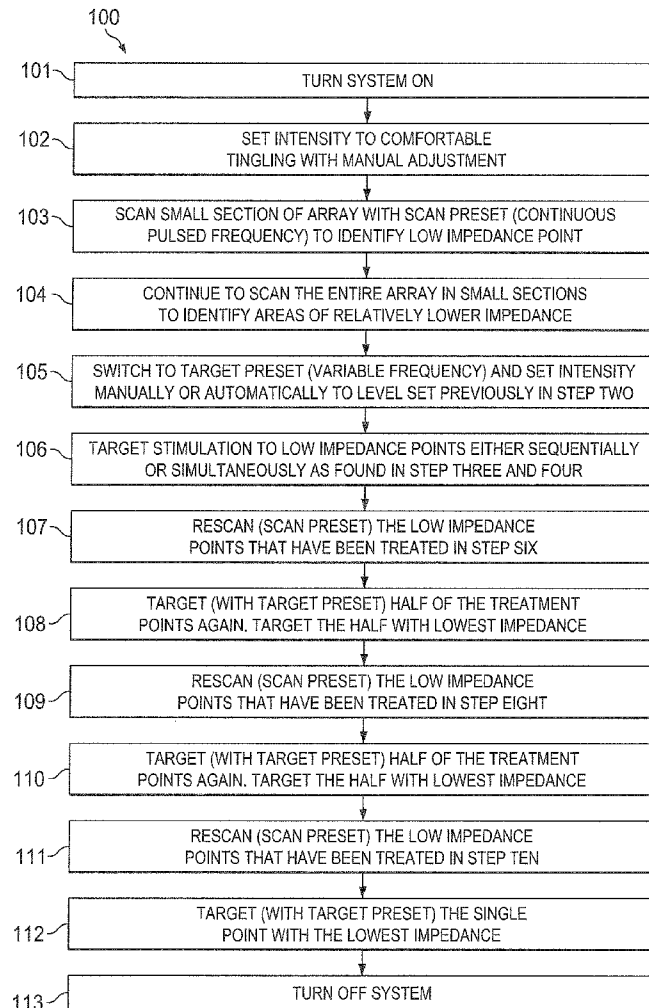 100
101
TURN SYSTEM ON
102
SET INTENSITY TO COMFORTABLE
TINGLING WITH MANUAL ADJUSTMENT
103
SCAN SMALL SECTION OF ARRAY WITH SCAN PRESET (CONTINUOUS
PULSED FREQUENCY) TO IDENTIFY LOW IMPEDANCE POINT
104
CONTINUE TO SCAN THE ENTIRE ARRAY IN SMALL SECTIONS
TO IDENTIFY AREAS OF RELATIVELY LOWER IMPEDANCE
105
SWITCH TO TARGET PRESET (VARIABLE FREQUENCY) AND SET INTENSITY
MANUALLY OR AUTOMATICALLY TO LEVEL SET PREVIOUSLY IN STEP TWO
106
TARGET STIMULATION TO LOW IMPEDANCE POINTS EITHER SEQUENTIALLY
OR SIMULTANEOUSLY AS FOUND IN STEP THREE AND FOUR
107
RESCAN (SCAN PRESET) THE LOW IMPEDANCE
POINTS THAT HAVE BEEN TREATED IN STEP SIX
108
TARGET (WITH TARGET PRESET) HALF OF THE TREATMENT
POINTS AGAIN. TARGET THE HALF WITH LOWEST IMPEDANCE
109
RESCAN (SCAN PRESET) THE LOW IMPEDANCE
POINTS THAT HAVE BEEN TREATED IN STEP EIGHT
110
TARGET (WITH TARGET PRESET) HALF OF THE TREATMENT
POINTS AGAIN. TARGET THE HALF WITH LOWEST IMPEDANCE
111
RESCAN (SCAN PRESET) THE LOW IMPEDANCE
POINTS THAT HAVE BEEN TREATED IN STEP TEN
112
TARGET (WITH TARGET PRESET) THE SINGLE
POINT WITH THE LOWEST IMPEDANCE
113
TURN OFF SYSTEM